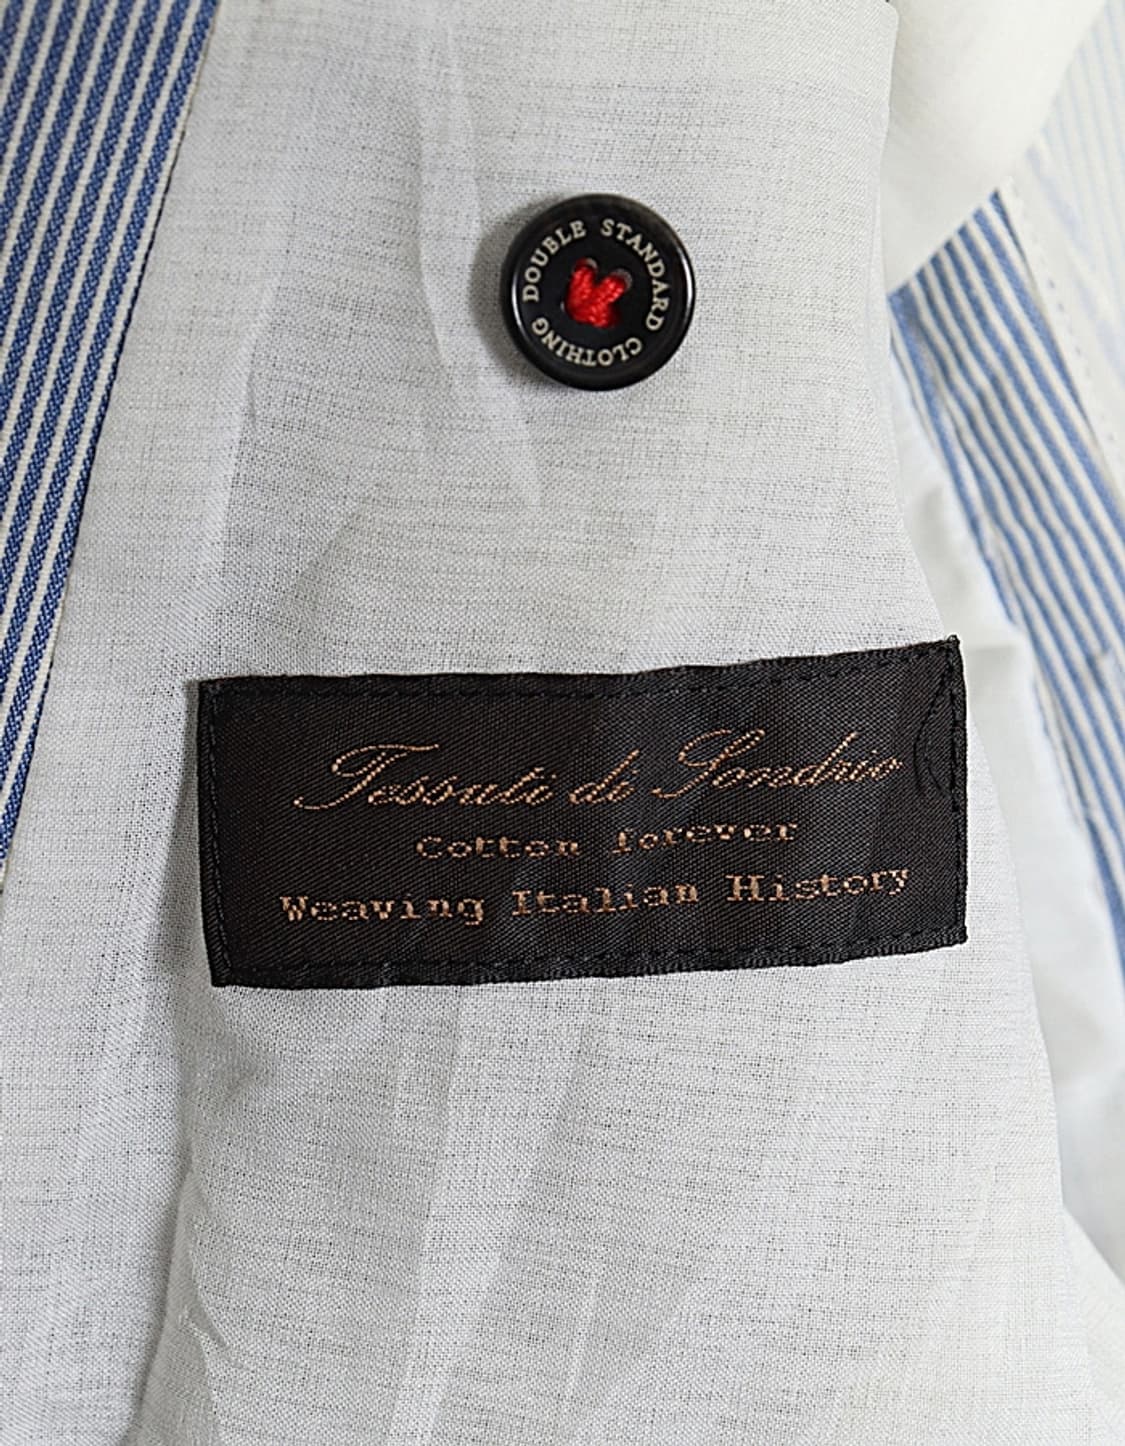 DOUBLE STANDARD CLOTHING
Tessuti di Sondrio
Cotton forever
Weaving Italian History